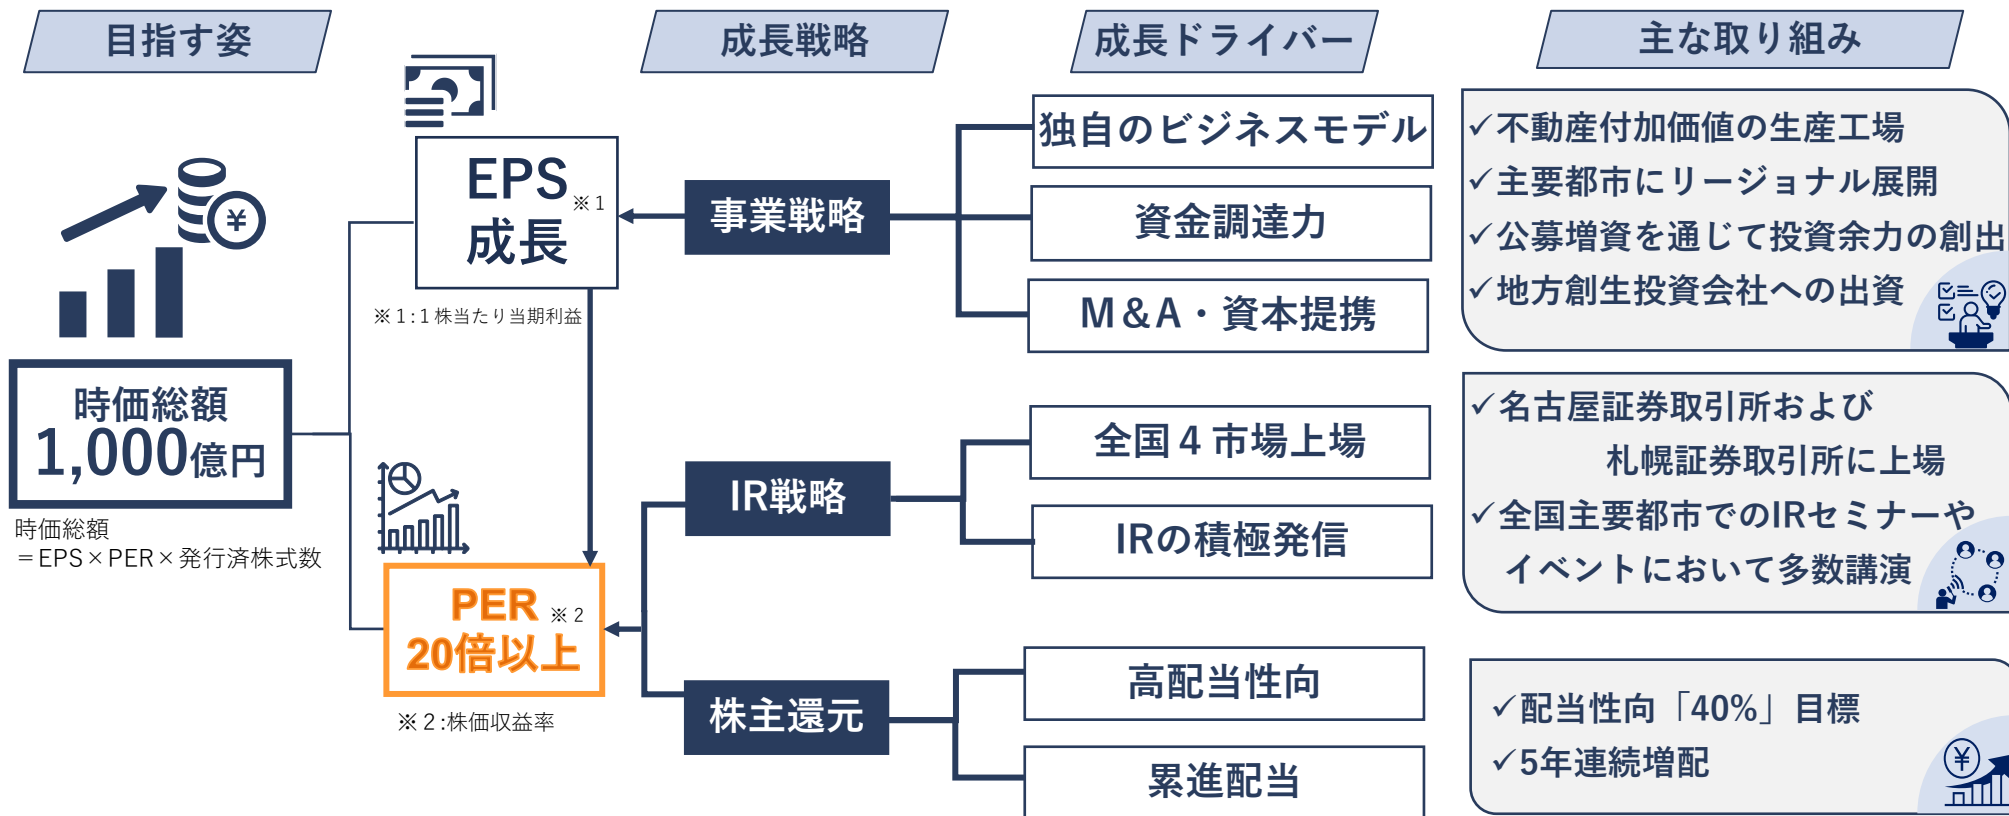 目指す姿
成長戦略
成長ドライバー
主な取り組み
¥
時価総額
1,000億円
時価総額
＝EPS×PER×発行済株式数
EPS
成長
※1
※1:1株当たり当期利益
PER
20倍以上
※2
※2:株価収益率
事業戦略
独自のビジネスモデル
資金調達力
M&A・資本提携
✓不動産付加価値の生産工場
✓主要都市にリージョナル展開
✓公募増資を通じて投資余力の創出
✓地方創生投資会社への出資
IR戦略
全国4市場上場
IRの積極発信
✓名古屋証券取引所および
札幌証券取引所に上場
✓全国主要都市でのIRセミナーや
イベントにおいて多数講演
株主還元
高配当性向
累進配当
✓配当性向「40%」目標
✓5年連続増配
¥